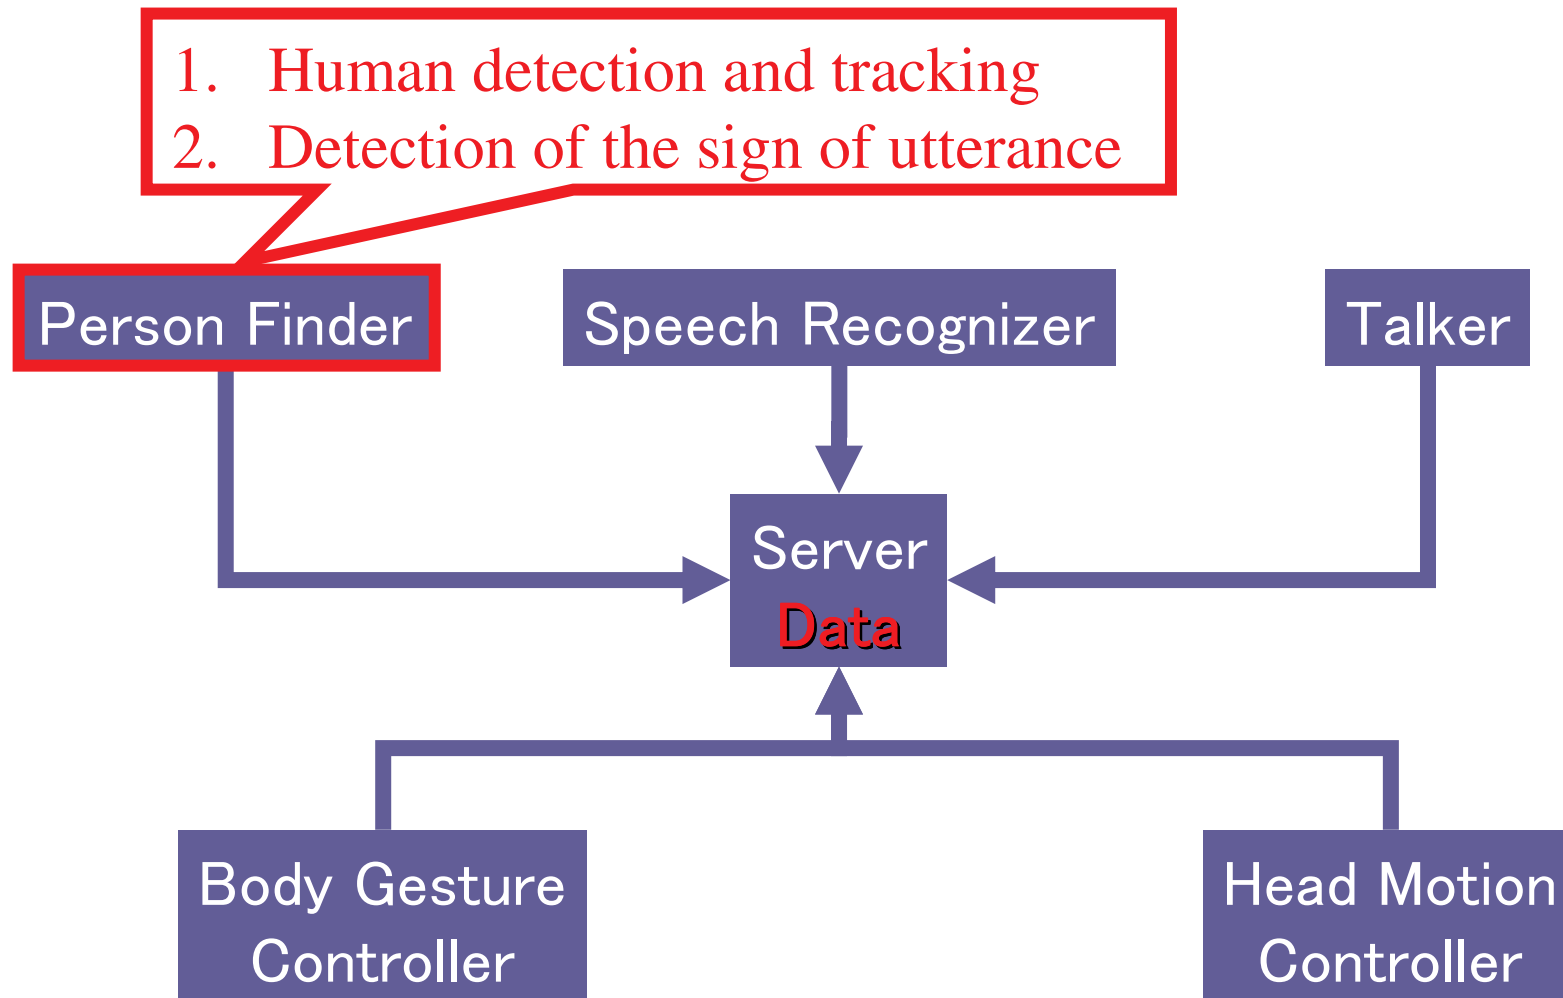 1. Human detection and tracking
2. Detection of the sign of utterance
Person Finder
Speech Recognizer
Talker
Server
Data
Body Gesture
Controller
Head Motion
Controller